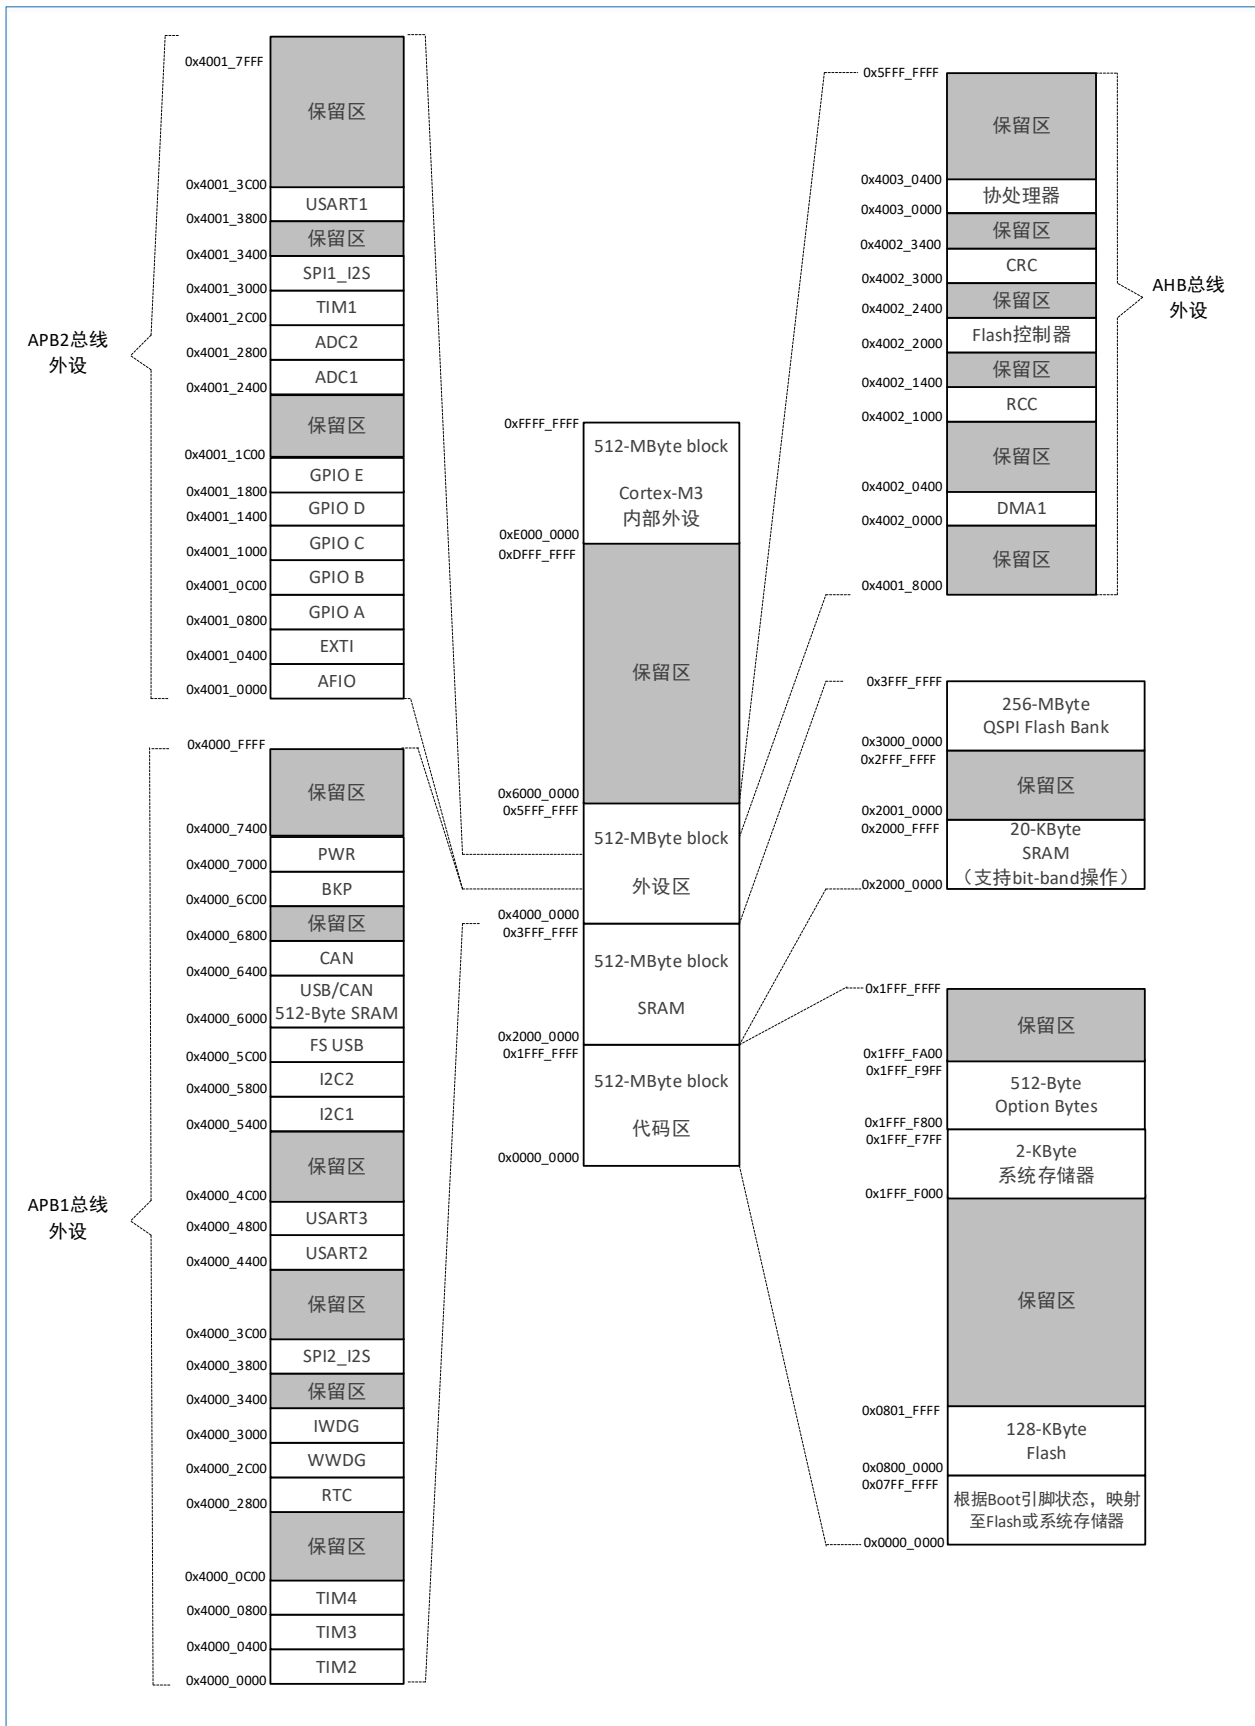 0x4001_7FFF
保留区
0x4001_3C00
USART1
0x4001_3800
保留区
0x4001_3400
SPI1_I2S
0x4001_3000
TIM1
0x4001_2C00
ADC2
0x4001_2800
ADC1
0x4001_2400
保留区
0x4001_1C00
GPIO E
0x4001_1800
GPIO D
0x4001_1400
GPIO C
0x4001_1000
GPIO B
0x4001_0C00
GPIO A
0x4001_0800
EXTI
0x4001_0400
AFIO
0x4001_0000
APB2总线
外设
0x4000_FFFF
保留区
0x4000_7400
PWR
0x4000_7000
BKP
0x4000_6C00
保留区
0x4000_6800
CAN
0x4000_6400
USB/CAN
512-Byte SRAM
0x4000_6000
FS USB
0x4000_5C00
I2C2
0x4000_5800
I2C1
0x4000_5400
保留区
0x4000_4C00
USART3
0x4000_4800
USART2
0x4000_4400
保留区
0x4000_3C00
SPI2_I2S
0x4000_3800
保留区
0x4000_3400
IWDG
0x4000_3000
WWDG
0x4000_2C00
RTC
0x4000_2800
保留区
0x4000_0C00
TIM4
0x4000_0800
TIM3
0x4000_0400
TIM2
0x4000_0000
APB1总线
外设
0xFFFF_FFFF
512-MByte block
Cortex-M3
内部外设
0xE000_0000
0xDFFF_FFFF
保留区
0x6000_0000
0x5FFF_FFFF
512-MByte block
外设区
0x4000_0000
0x3FFF_FFFF
512-MByte block
SRAM
0x2000_0000
0x1FFF_FFFF
512-MByte block
代码区
0x0000_0000
0x5FFF_FFFF
保留区
0x4003_0400
协处理器
0x4003_0000
保留区
0x4002_3400
CRC
0x4002_3000
保留区
0x4002_2400
Flash控制器
0x4002_2000
保留区
0x4002_1400
RCC
0x4002_1000
保留区
0x4002_0400
DMA1
0x4002_0000
保留区
0x4001_8000
AHB总线
外设
0x3FFF_FFFF
256-MByte
QSPI Flash Bank
0x3000_0000
0x2FFF_FFFF
保留区
0x2001_0000
0x2000_FFFF
20-KByte
SRAM
（支持bit-band操作）
0x2000_0000
0x1FFF_FFFF
保留区
0x1FFF_FA00
0x1FFF_F9FF
512-Byte
Option Bytes
0x1FFF_F800
0x1FFF_F7FF
2-KByte
系统存储器
0x1FFF_F000
保留区
0x0801_FFFF
128-KByte
Flash
0x0800_0000
0x07FF_FFFF
根据Boot引脚状态，映射
至Flash或系统存储器
0x0000_0000